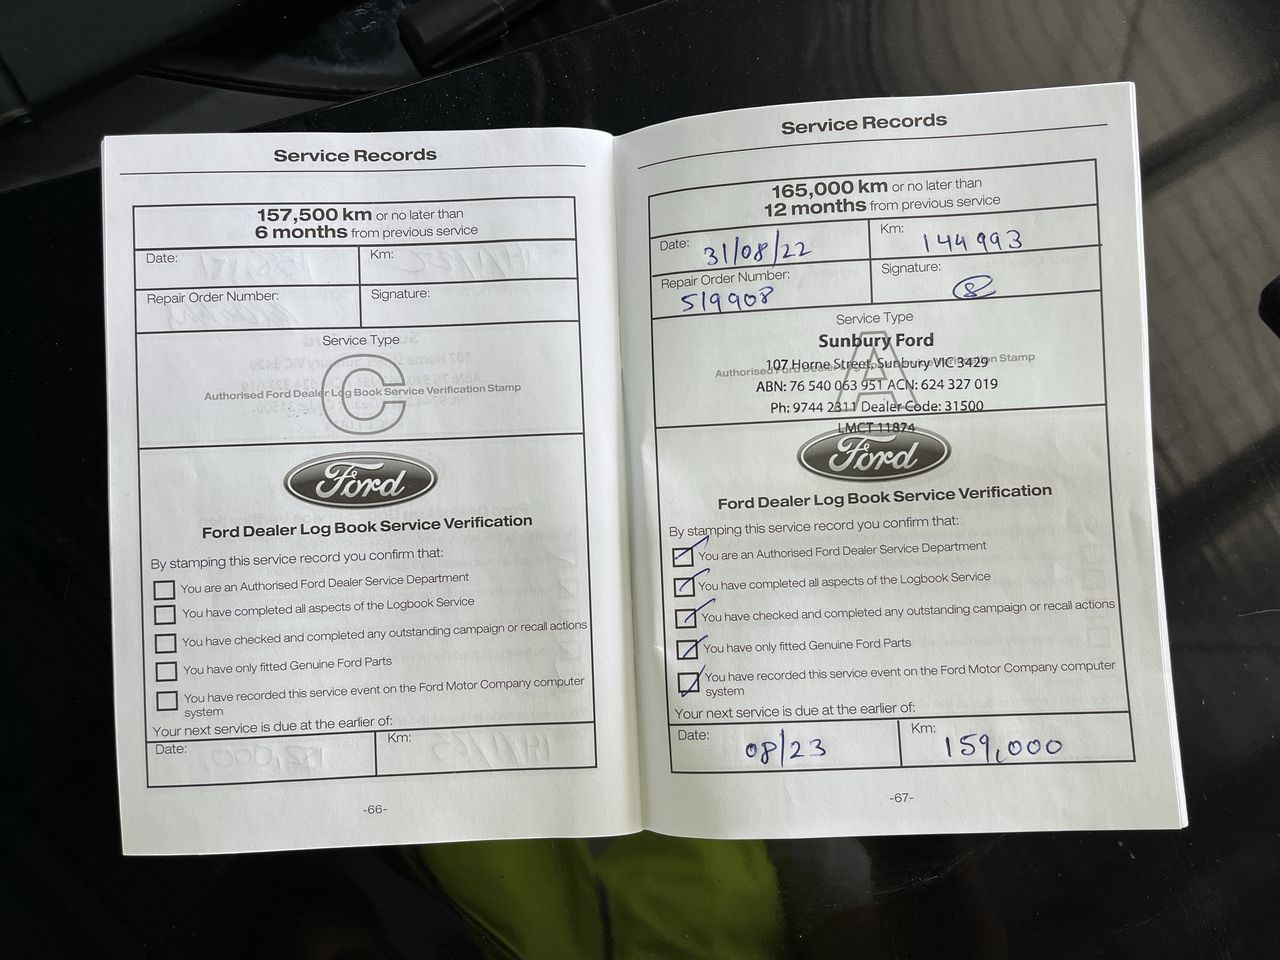 Service Records
157,500 km or no later than
6 months from previous service
Date:
Km:
Repair Order Number:
Signature:
Service Type
C
Authorised Ford Dealer Log Book Service Verification Stamp
Ford
Ford Dealer Log Book Service Verification
By stamping this service record you confirm that:
You are an Authorised Ford Dealer Service Department
You have completed all aspects of the Logbook Service
You have checked and completed any outstanding campaign or recall actions
You have only fitted Genuine Ford Parts
You have recorded this service event on the Ford Motor Company computer
system
Your next service is due at the earlier of:
Date:
Km:
-66-
Service Records
165,000 km or no later than
12 months from previous service
Date: 31/08/22
Km: 144993
Repair Order Number:
519908
Signature:
Service Type
A
Sunbury Ford
107 Horne Street, Sunbury VIC 3429
Authorised Ford Dealer Verification Stamp
ABN: 76 540 063 951 ACN: 624 327 019
Ph: 9744 2311 Dealer Code: 31500
LMCT 11874
Ford
Ford Dealer Log Book Service Verification
By stamping this service record you confirm that:
You are an Authorised Ford Dealer Service Department
You have completed all aspects of the Logbook Service
You have checked and completed any outstanding campaign or recall actions
You have only fitted Genuine Ford Parts
You have recorded this service event on the Ford Motor Company computer
system
Your next service is due at the earlier of:
Date: 08/23
Km: 159,000
-67-